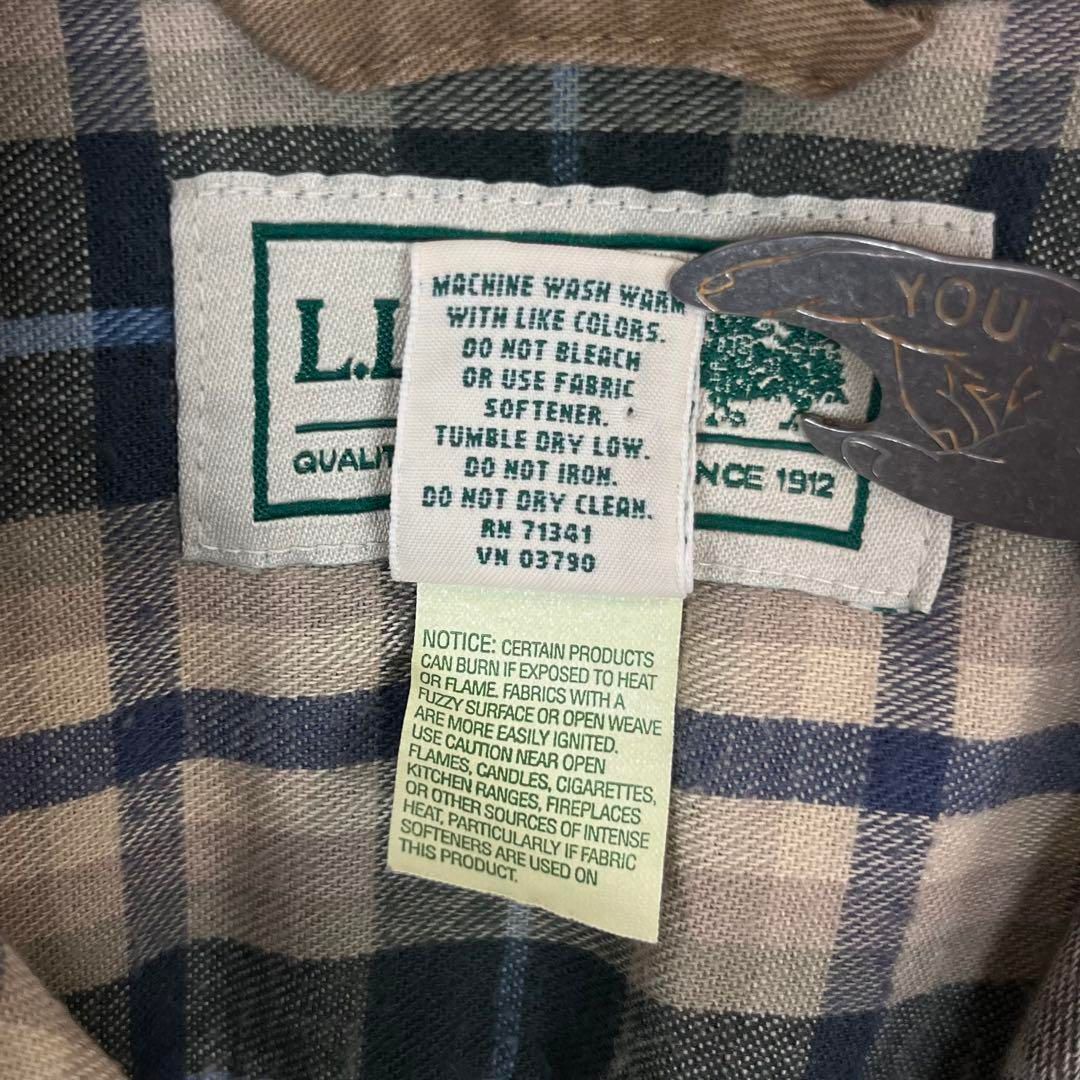 L.L
QUALIT
NCE 1912
YOU
MACHINE WASH WARM
WITH LIKE COLORS.
DO NOT BLEACH
OR USE FABRIC
SOFTENER.
TUMBLE DRY LOW.
DO NOT IRON.
DO NOT DRY CLEAN.
RN 71341
VN 03790
NOTICE: CERTAIN PRODUCTS
CAN BURN IF EXPOSED TO HEAT
OR FLAME. FABRICS WITH A
FUZZY SURFACE OR OPEN WEAVE
ARE MORE EASILY IGNITED.
USE CAUTION NEAR OPEN
FLAMES, CANDLES, CIGARETTES,
KITCHEN RANGES, FIREPLACES
OR OTHER SOURCES OF INTENSE
HEAT, PARTICULARLY IF FABRIC
SOFTENERS ARE USED ON
THIS PRODUCT.